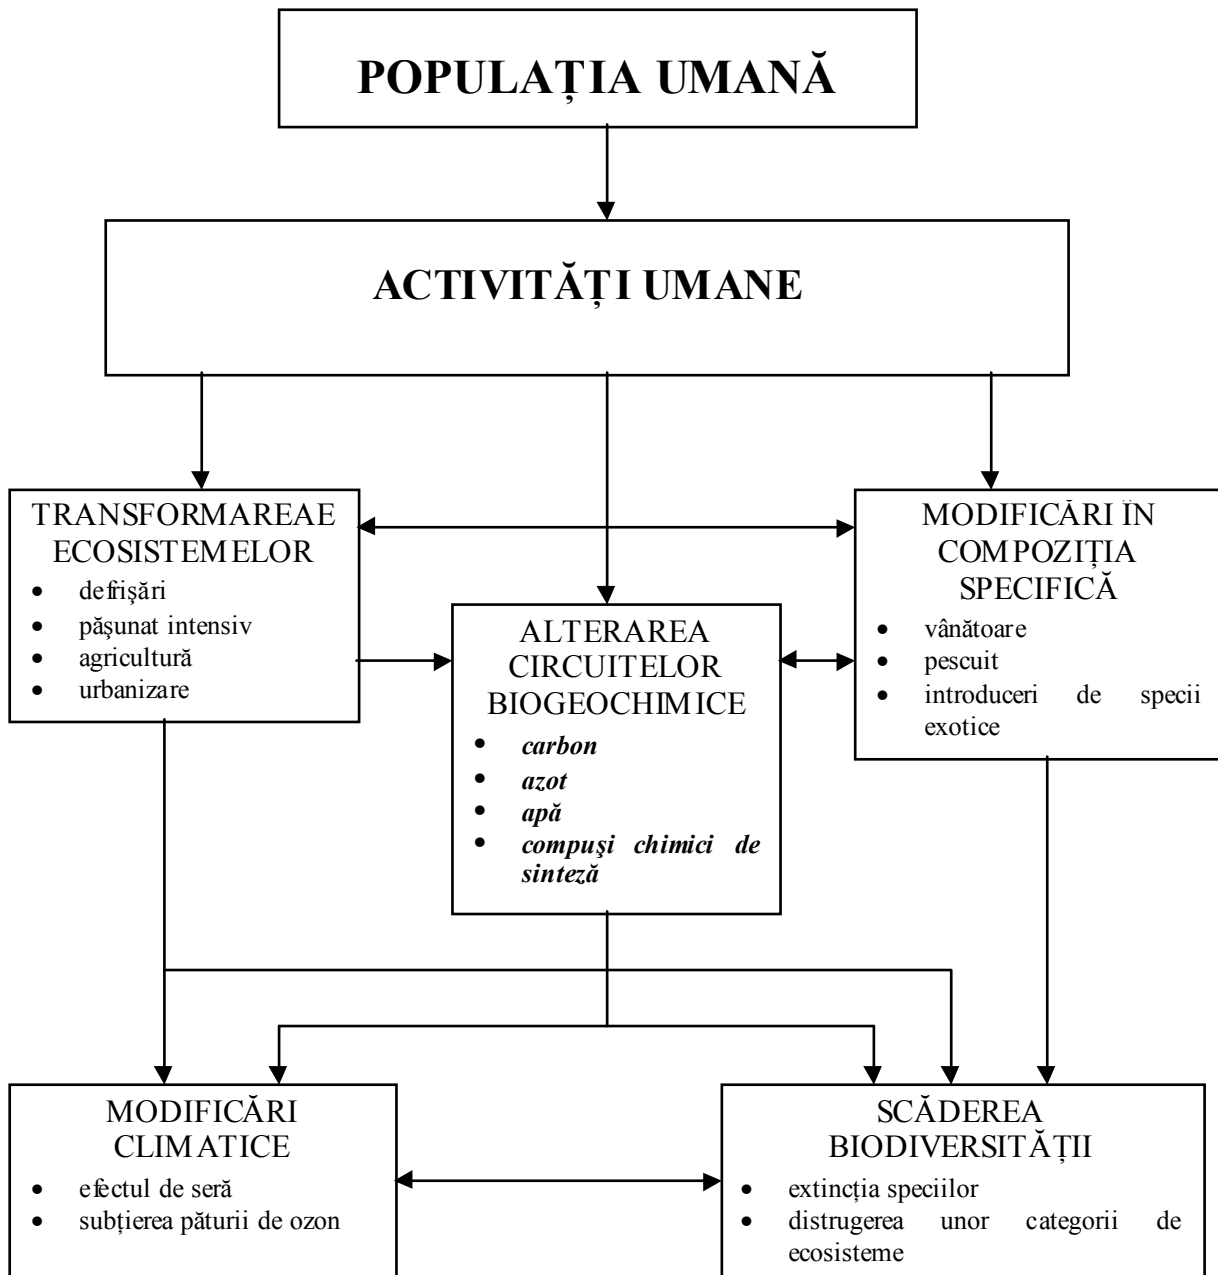 POPULAȚIA UMANĂ
ACTIVITĂȚI UMANE
TRANSFORMAREAE
ECOSISTEMELOR
• defrişări
• păşunat intensiv
• agricultură
• urbanizare
MODIFICĂRI ÎN
COMPOZIȚIA
SPECIFICĂ
• vânătoare
• pescuit
• introduceri de specii
exotice
ALTERAREA
CIRCUITELOR
BIOGEOCHIMICE
• carbon
• azot
• apă
• compuşi chimici de
sinteză
MODIFICĂRI
CLIMATICE
• efectul de seră
• subțierea păturii de ozon
SCĂDEREA
BIODIVERSITĂȚII
• extincția speciilor
• distrugerea unor categorii de
ecosisteme